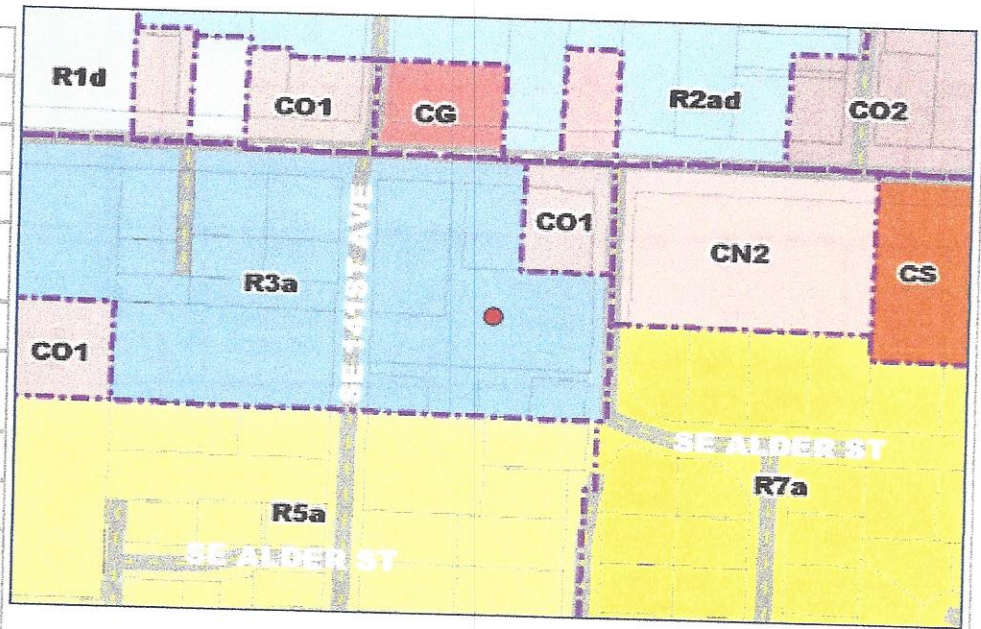 R1d
CO1
CG
R2ad
CO2
CO1
CN2
CS
R3a
SE 141ST AVE
CO1
SE ALDER ST
R7a
R5a
SE ALDER ST